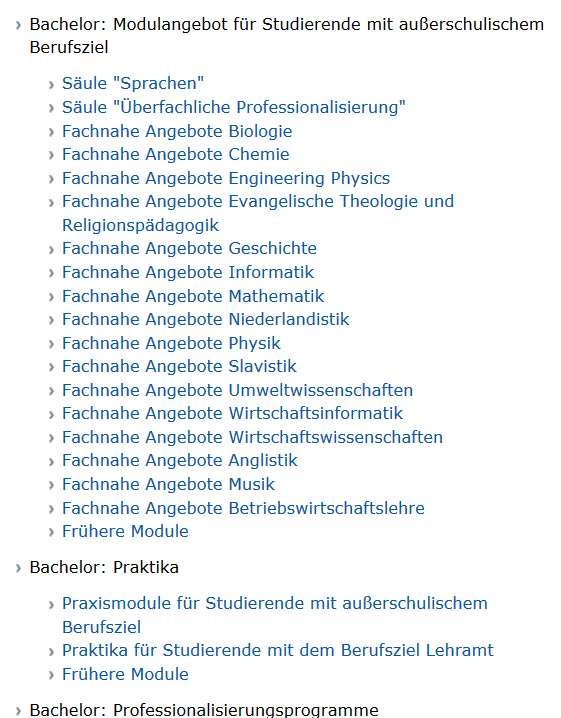 › Bachelor: Modulangebot für Studierende mit außerschulischem
Berufsziel
› Säule "Sprachen"
› Säule "Überfachliche Professionalisierung"
› Fachnahe Angebote Biologie
› Fachnahe Angebote Chemie
› Fachnahe Angebote Engineering Physics
› Fachnahe Angebote Evangelische Theologie und
Religionspädagogik
› Fachnahe Angebote Geschichte
› Fachnahe Angebote Informatik
› Fachnahe Angebote Mathematik
› Fachnahe Angebote Niederlandistik
› Fachnahe Angebote Physik
› Fachnahe Angebote Slavistik
› Fachnahe Angebote Umweltwissenschaften
› Fachnahe Angebote Wirtschaftsinformatik
› Fachnahe Angebote Wirtschaftswissenschaften
› Fachnahe Angebote Anglistik
› Fachnahe Angebote Musik
› Fachnahe Angebote Betriebswirtschaftslehre
› Frühere Module
› Bachelor: Praktika
› Praxismodule für Studierende mit außerschulischem
Berufsziel
› Praktika für Studierende mit dem Berufsziel Lehramt
› Frühere Module
› Bachelor: Professionalisierungsprogramme